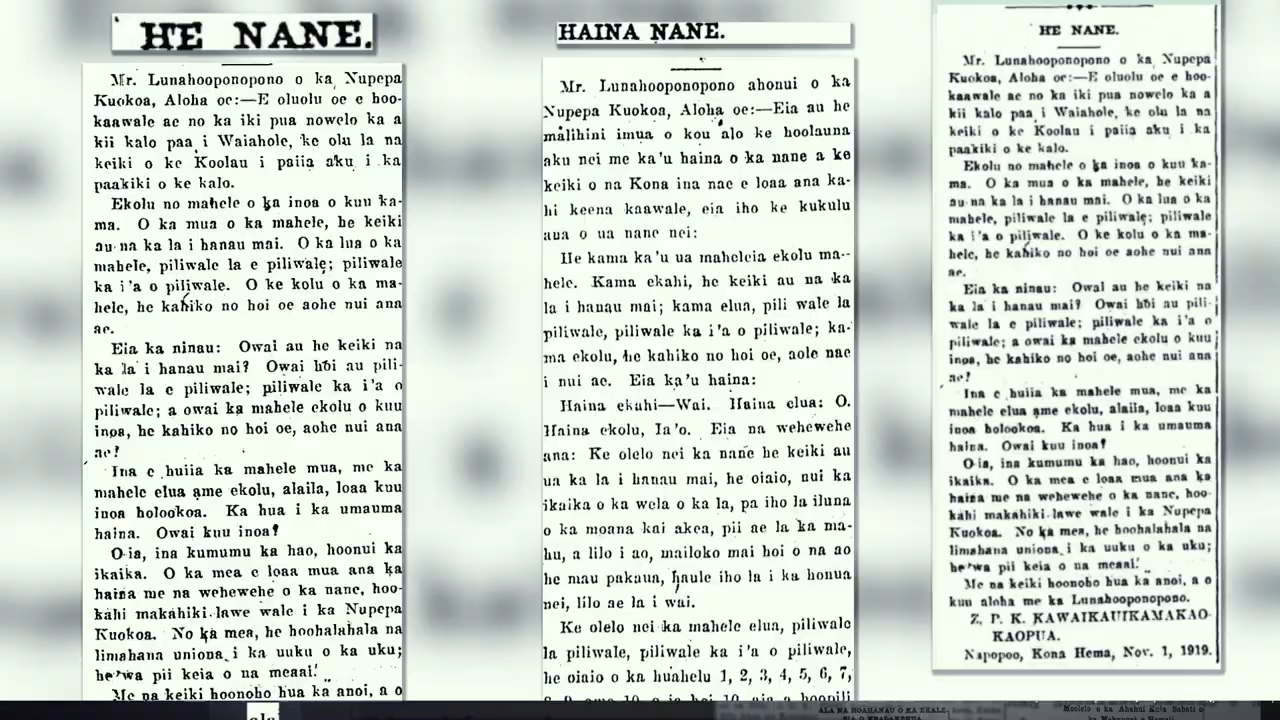 HE NANE.
Mr. Lunahooponopono o ka Nupepa
Kuokoa, Aloha oe:—E oluolu oe e hoo-
kaawale ae no ka iki pua nowelo ka a
kii kalo paa i Waiahole, ke olu la na
keiki o ke Koolau i paiia aku i ka
paakiki o ke kalo.
Ekolu no mahele o ka inoa o kuu ka-
ma. O ka mua o ka mahele, he keiki
au na ka la i hanau mai. O ka lua o ka
mahele, piliwale la e piliwale; piliwale
ka i'a o piliwale. O ke kolu o ka ma-
hele, he kahiko no hoi oe aohe nui ana
ae.
Eia ka ninau: Owai au he keiki na
ka la i hanau mai? Owai hoi au pili-
wale la e piliwale; piliwale ka i'a o
piliwale; a owai ka mahele ekolu o kuu
inoa, he kahiko no hoi oe, aohe nui ana
ae!
Ina e huiia ka mahele mua, me ka
mahele elua ame ekolu, alaila, loaa kuu
inoa holookoa. Ka hua i ka umauma
haina. Owai kuu inoa?
Oia, ina kumumu ka hao, hoonui ka
ikaika. O ka mea e loaa mua ana ka
haina me na wehewehe o ka nane, hoo-
kahi makahiki lawe wale i ka Nupepa
Kuokoa. No ka mea, he hoohalahala na
limahana uniona i ka uuku o ka uku;
he wa pii keia o na meaai.
Me na keiki hoonoho hua ka anoi, a o
HAINA NANE.
Mr. Lunahooponopono ahonui o ka
Nupepa Kuokoa, Aloha oe:—Eia au he
malihini imua o kou alo ke hoolauna
aku nei me ka'u haina o ka nane a ke
keiki o na Kona ina nae e loaa ana ka-
hi keena kaawale, eia iho ke kukulu
ana o ua nane nei:
He kama ka'u ua maheleia ekolu ma-
hele. Kama ekahi, he keiki au na ka
la i hanau mai; kama elua, pili wale la
piliwale, piliwale ka i'a o piliwale; ka-
ma ekolu, he kahiko no hoi oe, aole nae
i nui ae. Eia ka'u haina:
Haina ekahi—Wai. Haina elua: O.
Haina ekolu, Ia'o. Eia na wehewehe
ana: Ke olelo nei ka nane he keiki au
ua ka la i hanau mai, he oiaio, nui ka
ikaika o ka wela o ka la, pa iho la iluna
o ka moana kai akea, pii ae la ka ma-
hu, a lilo i ao, mailoko mai hoi o na ao
he mau pakaua, haule iho la i ka honua
nei, lilo ae la i wai.
Ke olelo nei ka mahele elua, piliwale
la piliwale, piliwale ka i'a o piliwale,
he oiaio o ka huahelu 1, 2, 3, 4, 5, 6, 7,
HE NANE.
Mr. Lunahooponopono o ka Nupepa
Kuokoa, Aloha oe:—E oluolu oe e hoo-
kaawale ae no ka iki pua nowelo ka a
kii kalo paa i Waiahole, ke olu la na
keiki o ke Koolau i paiia aku i ka
paakiki o ke kalo.
Ekolu no mahele o ka inoa o kuu ka-
ma. O ka mua o ka mahele, he keiki
au na ka la i hanau mai. O ka lua o ka
mahele, piliwale la e piliwale; piliwale
ka i'a o piliwale. O ke kolu o ka ma-
hele, he kahiko no hoi oe aohe nui ana
ae.
Eia ka ninau: Owai au he keiki na
ka la i hanau mai? Owai hoi au pili-
wale la e piliwale; piliwale ka i'a o
piliwale; a owai ka mahele ekolu o kuu
inoa, he kahiko no hoi oe, aohe nui ana
ae!
Ina e huiia ka mahele mua, me ka
mahele elua ame ekolu, alaila, loaa kuu
inoa holookoa. Ka hua i ka umauma
haina. Owai kuu inoa?
Oia, ina kumumu ka hao, hoonui ka
ikaika. O ka mea e loaa mua ana ka
haina me na wehewehe o ka nane, hoo-
kahi makahiki lawe wale i ka Nupepa
Kuokoa. No ka mea, he hoohalahala na
limahana uniona i ka uuku o ka uku;
he wa pii keia o na meaai.
Me na keiki hoonoho hua ka anoi, a o
kuu aloha me ka Lunahooponopono.
Z. P. K. KAWAIKAUIKAMAKAO-
KAOPUA.
Napoopoo, Kona Hema, Nov. 1, 1919.